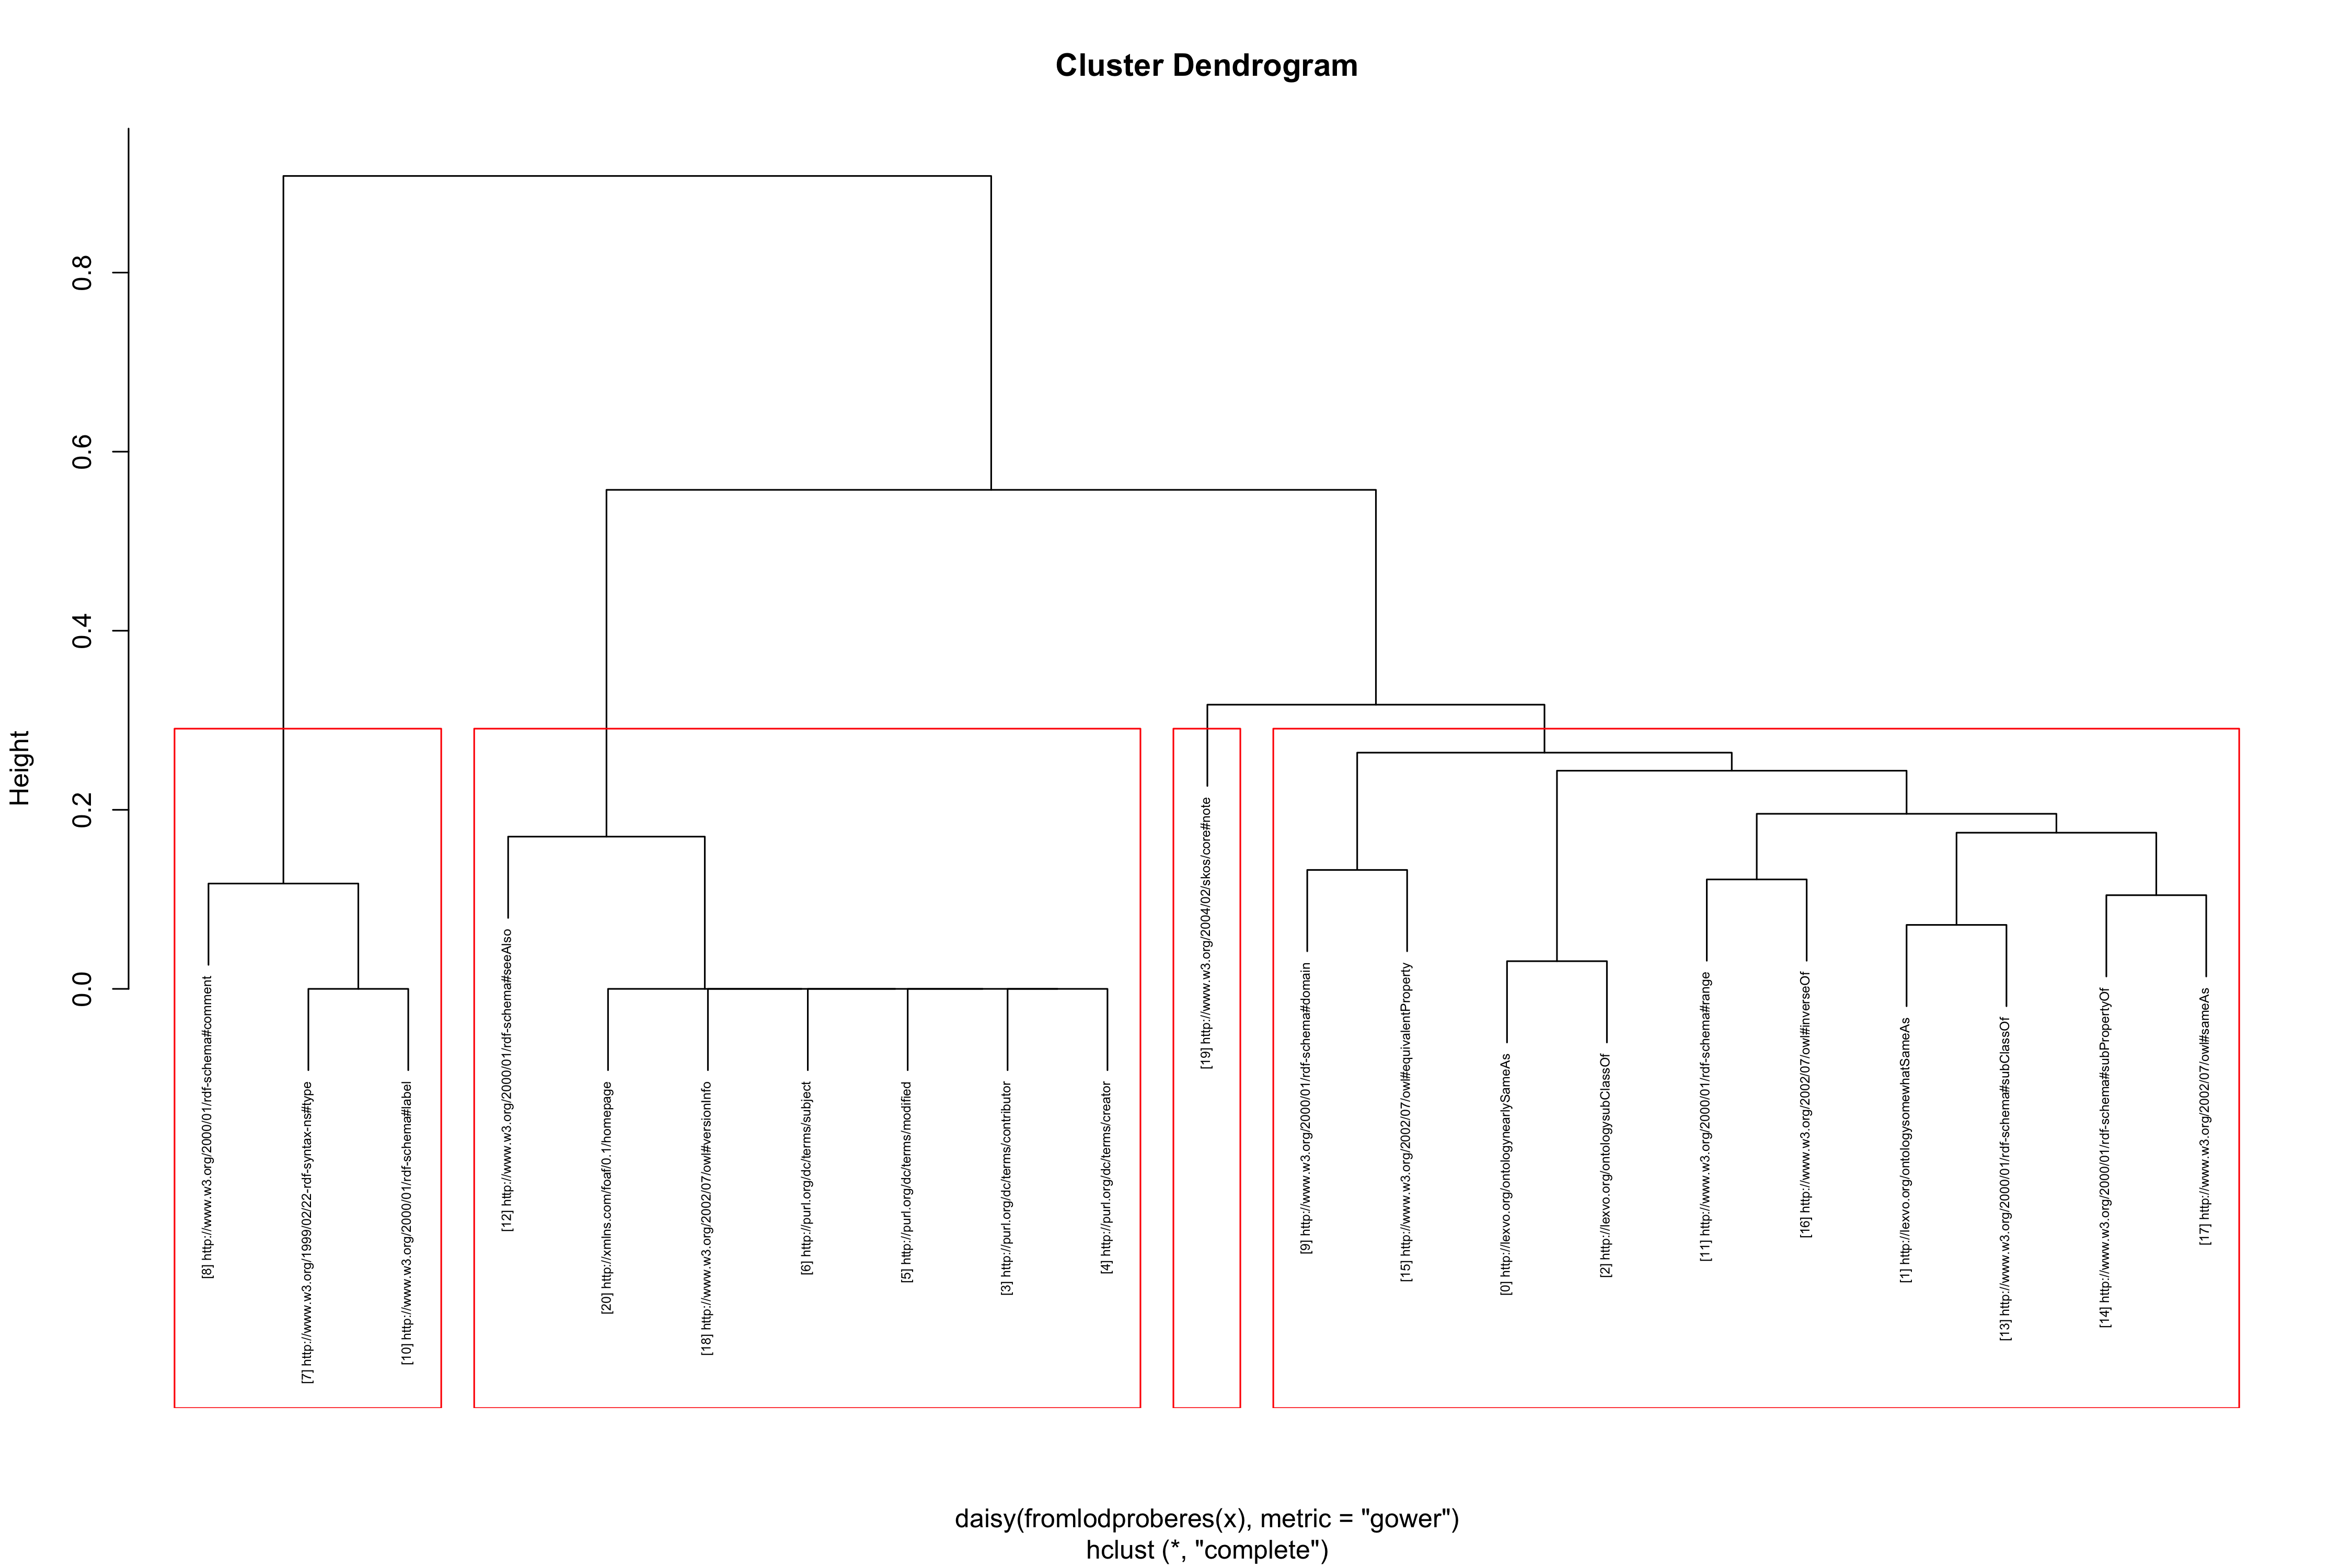 Cluster Dendrogram
Height
0.0
0.2
0.4
0.6
0.8
[8] http://www.w3.org/2000/01/rdf-schema#comment
[7] http://www.w3.org/1999/02/22-rdf-syntax-ns#type
[10] http://www.w3.org/2000/01/rdf-schema#label
[12] http://www.w3.org/2000/01/rdf-schema#seeAlso
[20] http://xmlns.com/foaf/0.1/homepage
[18] http://www.w3.org/2002/07/owl#versionInfo
[6] http://purl.org/dc/terms/subject
[5] http://purl.org/dc/terms/modified
[3] http://purl.org/dc/terms/contributor
[4] http://purl.org/dc/terms/creator
[19] http://www.w3.org/2004/02/skos/core#note
[9] http://www.w3.org/2000/01/rdf-schema#domain
[15] http://www.w3.org/2002/07/owl#equivalentProperty
[0] http://lexvo.org/ontologynearlySameAs
[2] http://lexvo.org/ontologysubClassOf
[11] http://www.w3.org/2000/01/rdf-schema#range
[16] http://www.w3.org/2002/07/owl#inverseOf
[1] http://lexvo.org/ontologysomewhatSameAs
[13] http://www.w3.org/2000/01/rdf-schema#subClassOf
[14] http://www.w3.org/2000/01/rdf-schema#subPropertyOf
[17] http://www.w3.org/2002/07/owl#sameAs
daisy(fromlodproberes(x), metric = "gower")
hclust (*, "complete")